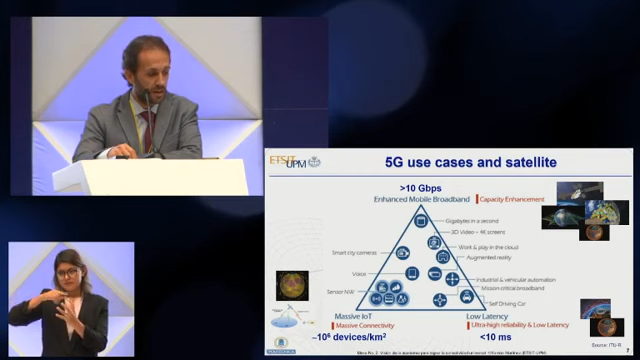 ETSIT UPM
5G use cases and satellite
>10 Gbps
Enhanced Mobile Broadband
Capacity Enhancement
Gigabytes in a second
3D Video – 4K screens
Work & play in the cloud
Augmented reality
Smart city cameras
Voice
Industrial & vehicular automation
Mission critical broadband
Sensor NW
Self Driving Car
Massive IoT
Low Latency
Massive Connectivity
Ultra-high reliability & Low Latency
~10⁶ devices/km²
<10 ms
Source: ITU-R
7